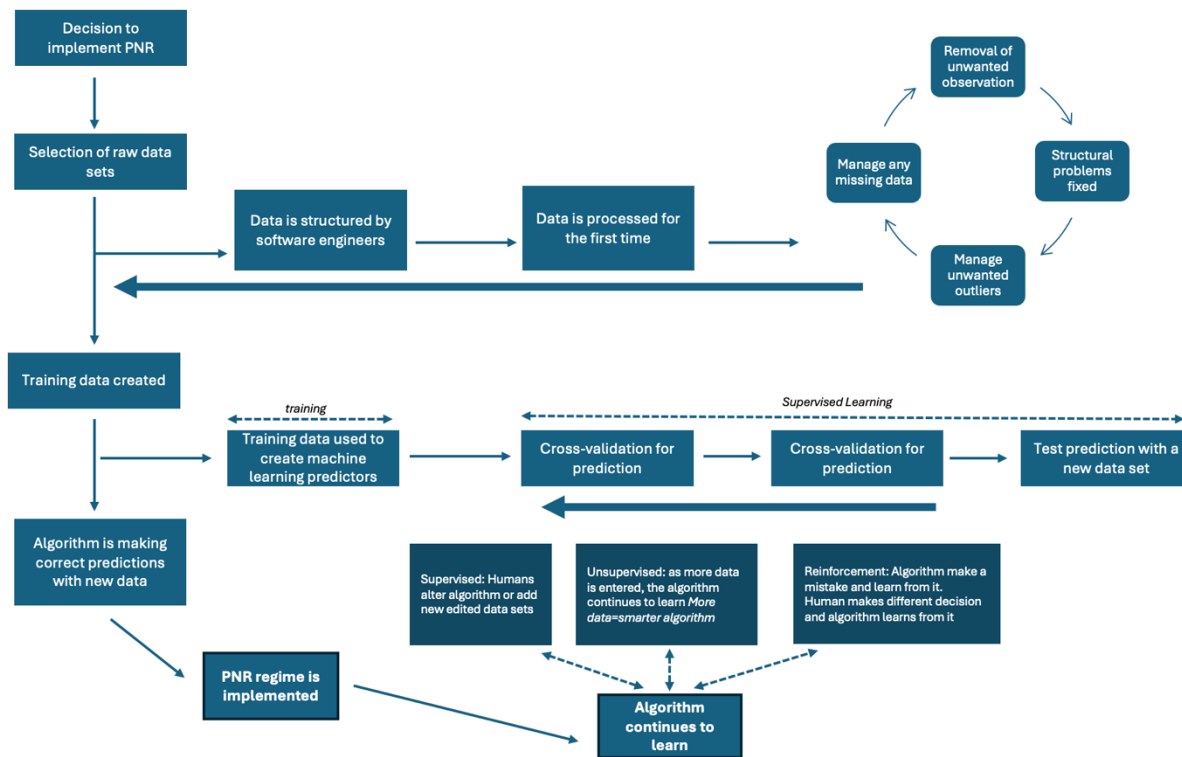 Decision to
implement PNR
Selection of raw data
sets
Data is structured by
software engineers
Data is processed for
the first time
Removal of
unwanted
observation
Structural
problems
fixed
Manage
unwanted
outliers
Manage any
missing data
Training data created
training
Training data used to
create machine
learning predictors
Supervised Learning
Cross-validation for
prediction
Cross-validation for
prediction
Test prediction with a
new data set
Algorithm is making
correct predictions
with new data
Supervised: Humans
alter algorithm or add
new edited data sets
Unsupervised: as more data
is entered, the algorithm
continues to learn More
data=smarter algorithm
Reinforcement: Algorithm make a
mistake and learn from it.
Human makes different decision
and algorithm learns from it
PNR regime is
implemented
Algorithm
continues to
learn